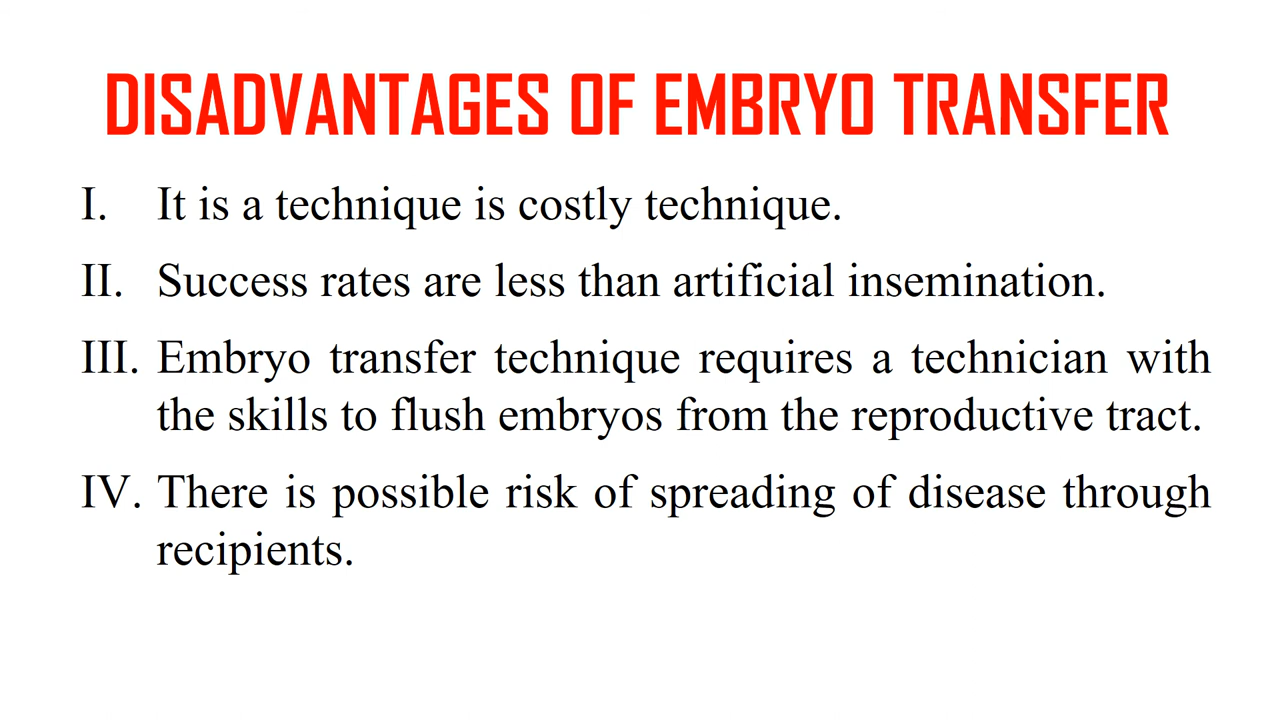 DISADVANTAGES OF EMBRYO TRANSFER
I. It is a technique is costly technique.
II. Success rates are less than artificial insemination.
III. Embryo transfer technique requires a technician with
the skills to flush embryos from the reproductive tract.
IV. There is possible risk of spreading of disease through
recipients.